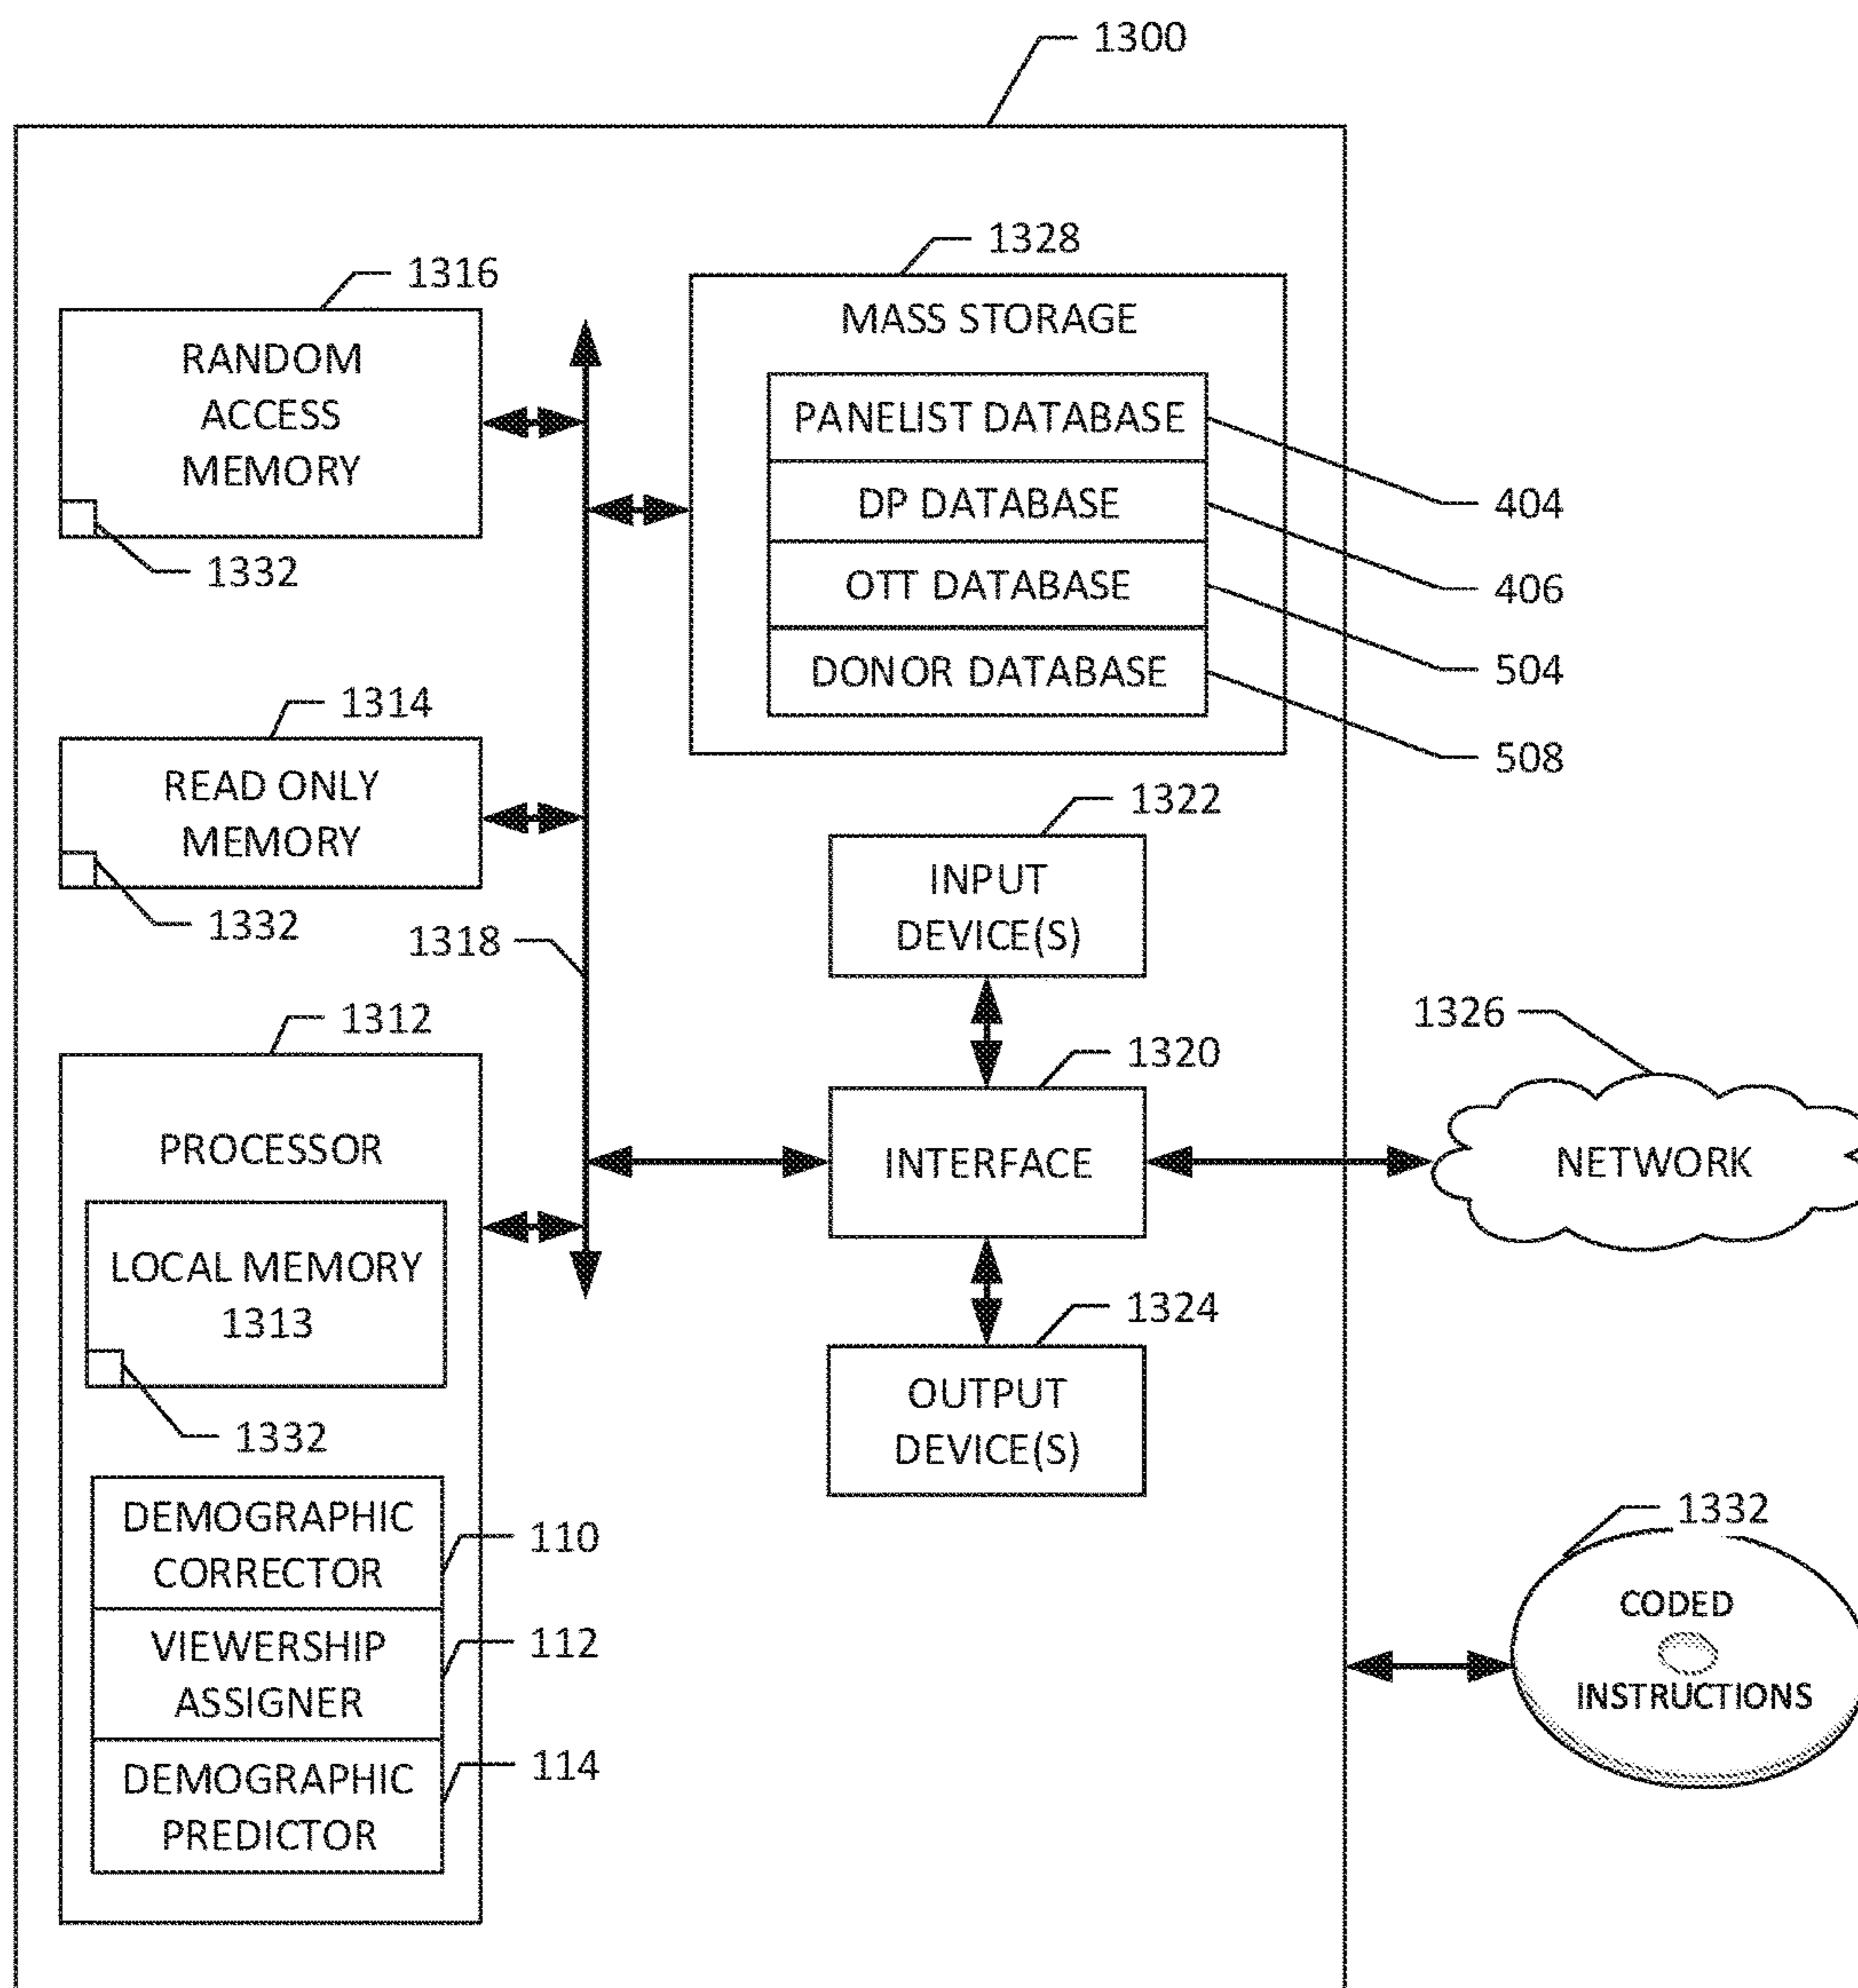 1300
1316
RANDOM
ACCESS
MEMORY
1332
1328
MASS STORAGE
PANELIST DATABASE
DP DATABASE
OTT DATABASE
DONOR DATABASE
404
406
504
508
1314
READ ONLY
MEMORY
1332
1318
1322
INPUT
DEVICE(S)
1312
PROCESSOR
LOCAL MEMORY
1313
1332
1320
INTERFACE
1326
NETWORK
1324
OUTPUT
DEVICE(S)
DEMOGRAPHIC
CORRECTOR
110
VIEWERSHIP
ASSIGNER
112
DEMOGRAPHIC
PREDICTOR
114
1332
CODED
INSTRUCTIONS